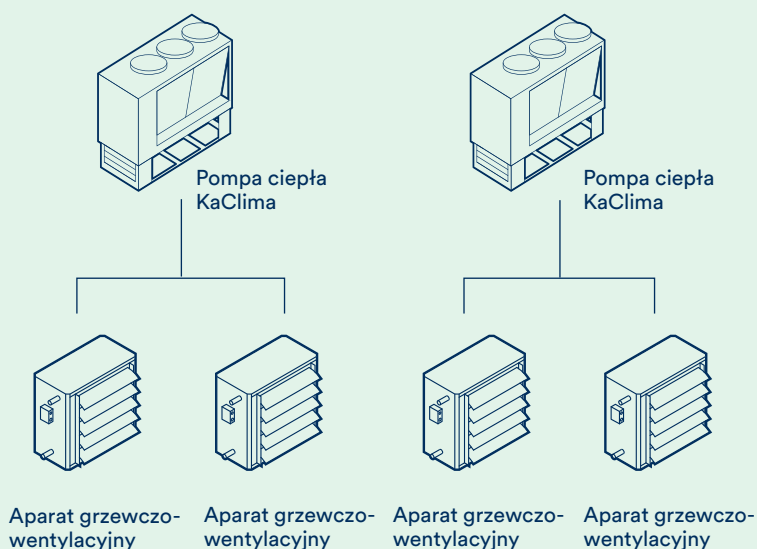 Pompa ciepła
KaClima
Pompa ciepła
KaClima
Aparat grzewczo-
wentylacyjny
Aparat grzewczo-
wentylacyjny
Aparat grzewczo-
wentylacyjny
Aparat grzewczo-
wentylacyjny